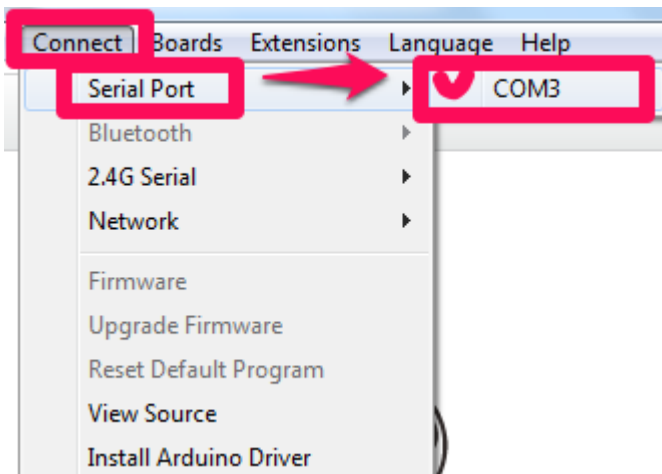 Connect Boards Extensions Language Help
Serial Port COM3
Bluetooth
2.4G Serial
Network
Firmware
Upgrade Firmware
Reset Default Program
View Source
Install Arduino Driver